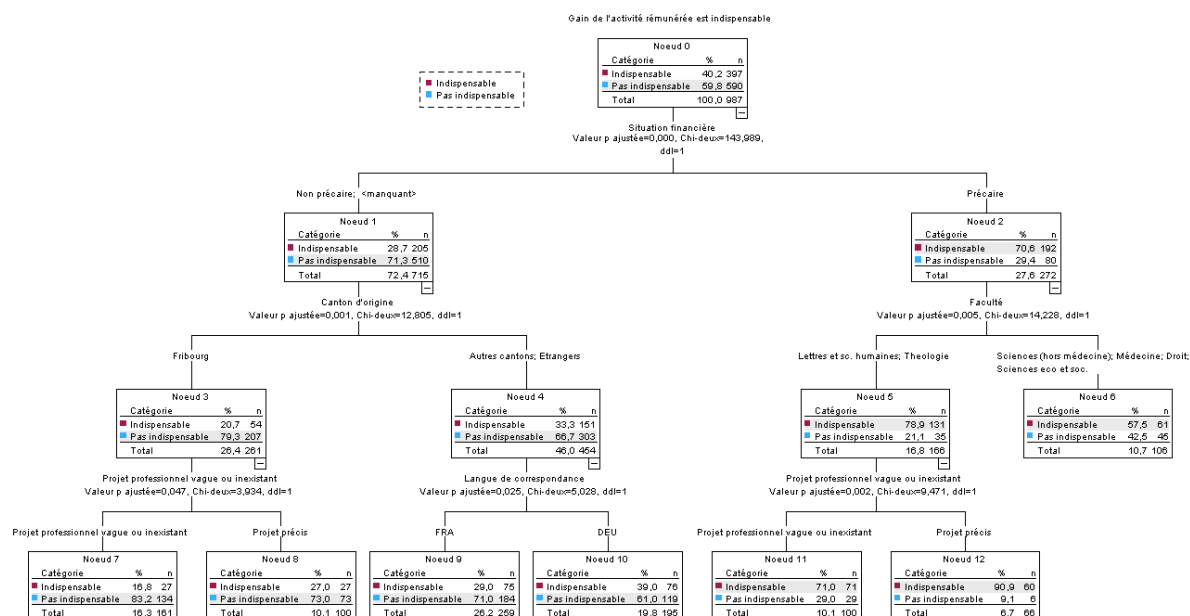 Gain de l'activité rémunérée est indispensable
Noeud 0
Catégorie % n
Indispensable 40,2 397
Pas indispensable 59,8 590
Total 100,0 987
Indispensable
Pas indispensable
Situation financière
Valeur p ajustée=0,000, Chi-deux=143,989,
ddl=1
Non précaire; <manquant>
Précaire
Noeud 1
Catégorie % n
Indispensable 28,7 205
Pas indispensable 71,3 510
Total 72,4 715
Noeud 2
Catégorie % n
Indispensable 70,6 192
Pas indispensable 29,4 80
Total 27,6 272
Canton d'origine
Valeur p ajustée=0,001, Chi-deux=12,805, ddl=1
Faculté
Valeur p ajustée=0,005, Chi-deux=14,228, ddl=1
Fribourg
Autres cantons; Etrangers
Lettres et sc. humaines; Theologie
Sciences (hors médecine); Médecine; Droit;
Sciences eco et soc.
Noeud 3
Catégorie % n
Indispensable 20,7 54
Pas indispensable 79,3 207
Total 26,4 261
Noeud 4
Catégorie % n
Indispensable 33,3 151
Pas indispensable 66,7 303
Total 46,0 454
Noeud 5
Catégorie % n
Indispensable 78,9 131
Pas indispensable 21,1 35
Total 16,8 166
Noeud 6
Catégorie % n
Indispensable 57,5 61
Pas indispensable 42,5 45
Total 10,7 106
Projet professionnel vague ou inexistant
Valeur p ajustée=0,047, Chi-deux=3,934, ddl=1
Langue de correspondance
Valeur p ajustée=0,025, Chi-deux=5,028, ddl=1
Projet professionnel vague ou inexistant
Valeur p ajustée=0,002, Chi-deux=9,471, ddl=1
Projet professionnel vague ou inexistant
Projet précis
FRA
DEU
Projet professionnel vague ou inexistant
Projet précis
Noeud 7
Catégorie % n
Indispensable 16,8 27
Pas indispensable 83,2 134
Total 16,3 161
Noeud 8
Catégorie % n
Indispensable 27,0 27
Pas indispensable 73,0 73
Total 10,1 100
Noeud 9
Catégorie % n
Indispensable 29,0 75
Pas indispensable 71,0 184
Total 26,2 259
Noeud 10
Catégorie % n
Indispensable 39,0 76
Pas indispensable 61,0 119
Total 19,8 195
Noeud 11
Catégorie % n
Indispensable 71,0 71
Pas indispensable 29,0 29
Total 10,1 100
Noeud 12
Catégorie % n
Indispensable 90,9 60
Pas indispensable 9,1 6
Total 6,7 66